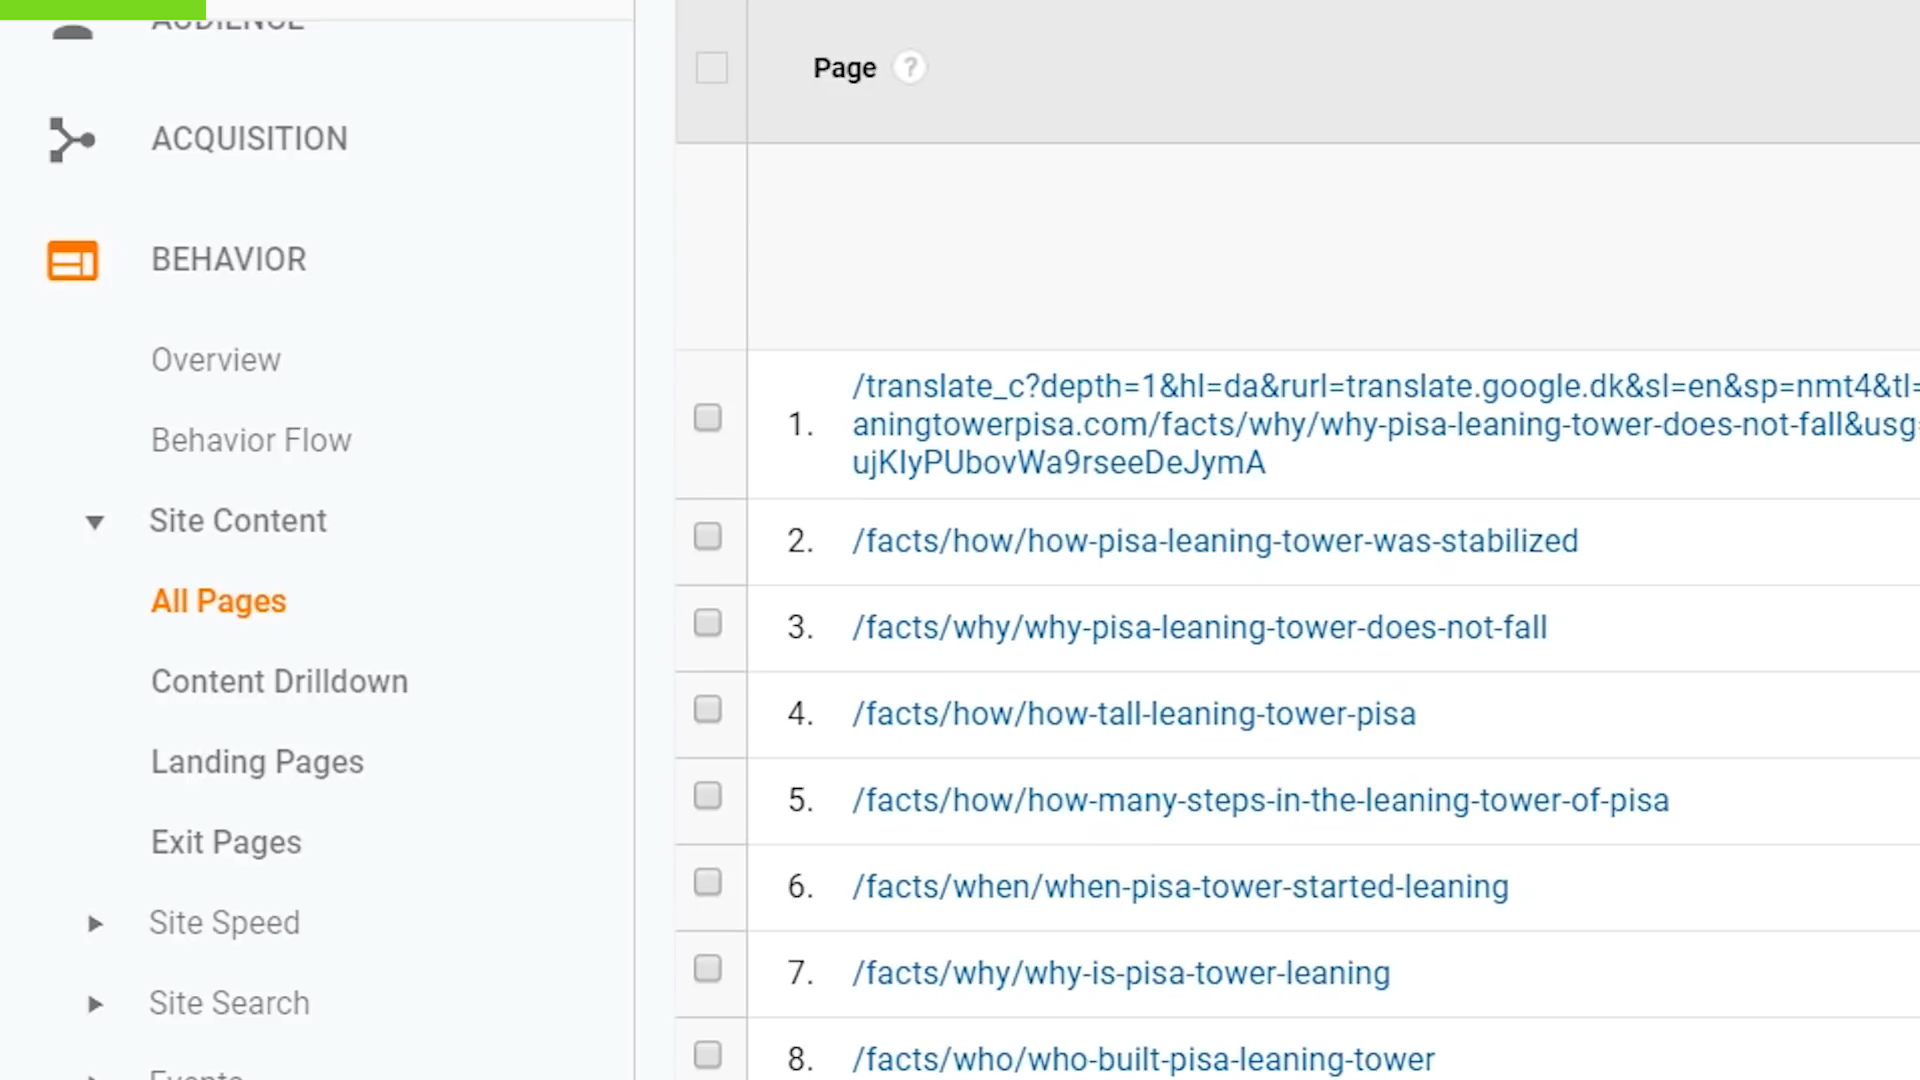 AUDIENCE
ACQUISITION
BEHAVIOR
Overview
Behavior Flow
Site Content
All Pages
Content Drilldown
Landing Pages
Exit Pages
Site Speed
Site Search
Events
Page ?
1. /translate_c?depth=1&hl=da&rurl=translate.google.dk&sl=en&sp=nmt4&tl=
aningtowerpisa.com/facts/why/why-pisa-leaning-tower-does-not-fall&usg=
ujKIyPUbovWa9rseeDeJymA
2. /facts/how/how-pisa-leaning-tower-was-stabilized
3. /facts/why/why-pisa-leaning-tower-does-not-fall
4. /facts/how/how-tall-leaning-tower-pisa
5. /facts/how/how-many-steps-in-the-leaning-tower-of-pisa
6. /facts/when/when-pisa-tower-started-leaning
7. /facts/why/why-is-pisa-tower-leaning
8. /facts/who/who-built-pisa-leaning-tower